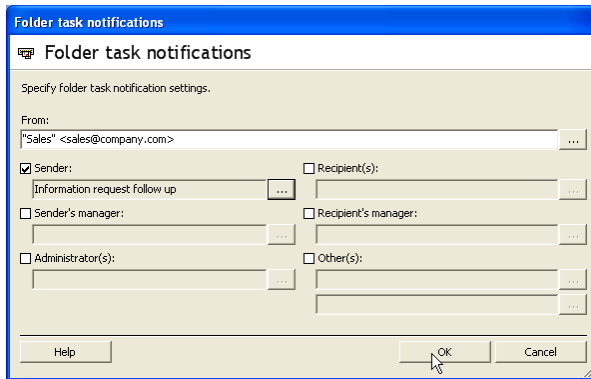 Folder task notifications
Folder task notifications
Specify folder task notification settings.
From:
"Sales" <sales@company.com>
...
Sender:
Recipient(s):
Information request follow up
...
...
Sender's manager:
Recipient's manager:
...
...
Administrator(s):
Other(s):
...
...
...
Help
OK
Cancel